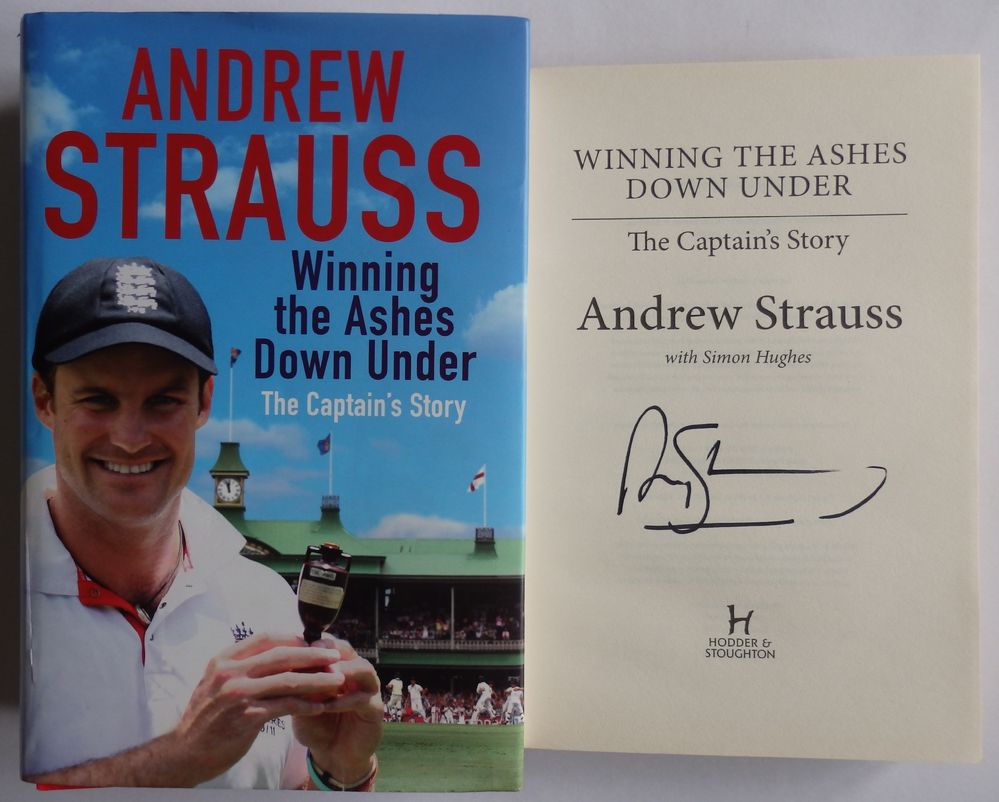 ANDREW
STRAUSS
Winning
the Ashes
Down Under
The Captain's Story
WINNING THE ASHES
DOWN UNDER
The Captain's Story
Andrew Strauss
with Simon Hughes
HODDER &
STOUGHTON